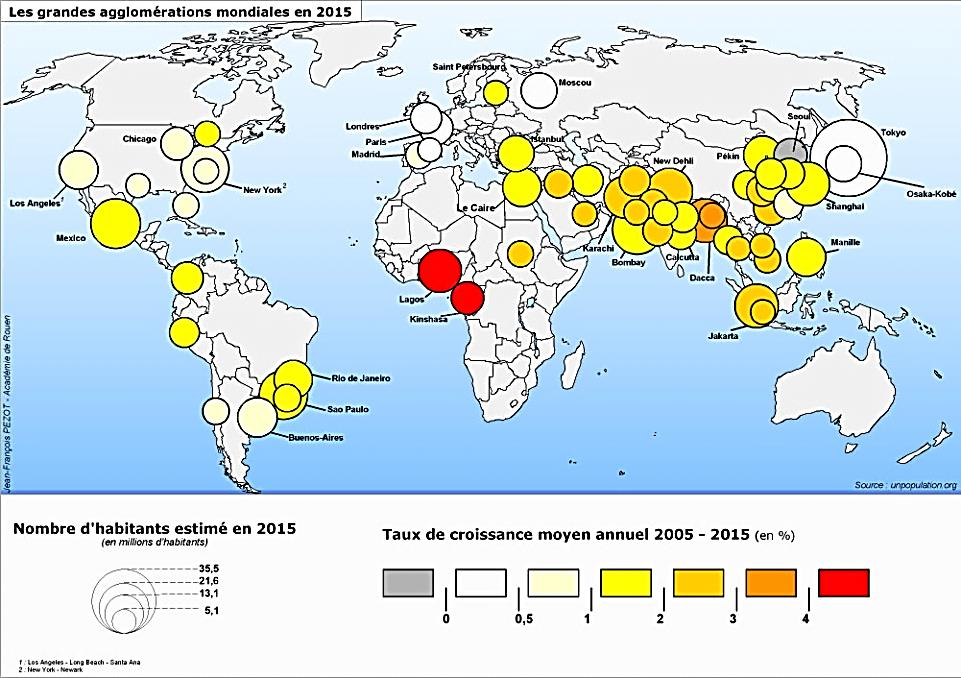 Les grandes agglomérations mondiales en 2015
Saint Petersbourg
Moscou
Londres
Paris
Madrid
Istanbul
Chicago
New York 2
Los Angeles 1
Mexico
Le Caire
New Delhi
Pékin
Seoul
Tokyo
Osaka-Kobé
Shanghai
Karachi
Bombay
Calcutta
Dacca
Manille
Lagos
Kinshasa
Jakarta
Rio de Janeiro
Sao Paulo
Buenos-Aires
Jean-François PEZOT - Académie de Rouen
Source : unpopulation.org
Nombre d'habitants estimé en 2015
(en millions d'habitants)
35,5
21,6
13,1
5,1
Taux de croissance moyen annuel 2005 - 2015 (en %)
0 0,5 1 2 3 4
1 : Los Angeles - Long Beach - Santa Ana
2 : New York - Newark